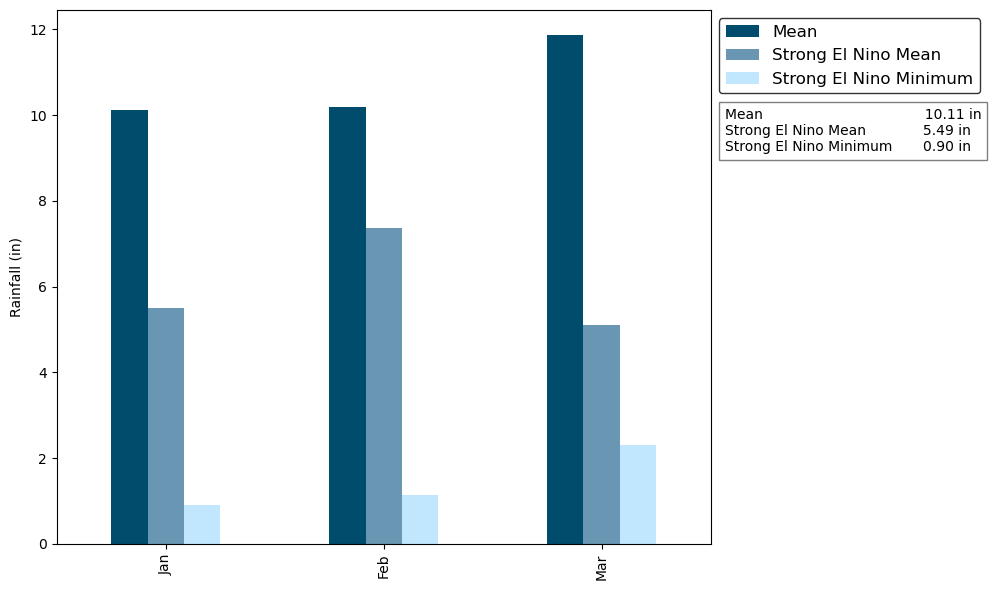 12
10
8
6
4
2
0
Rainfall (in)
Jan
Feb
Mar
Mean
Strong El Nino Mean
Strong El Nino Minimum
Mean 10.11 in
Strong El Nino Mean 5.49 in
Strong El Nino Minimum 0.90 in